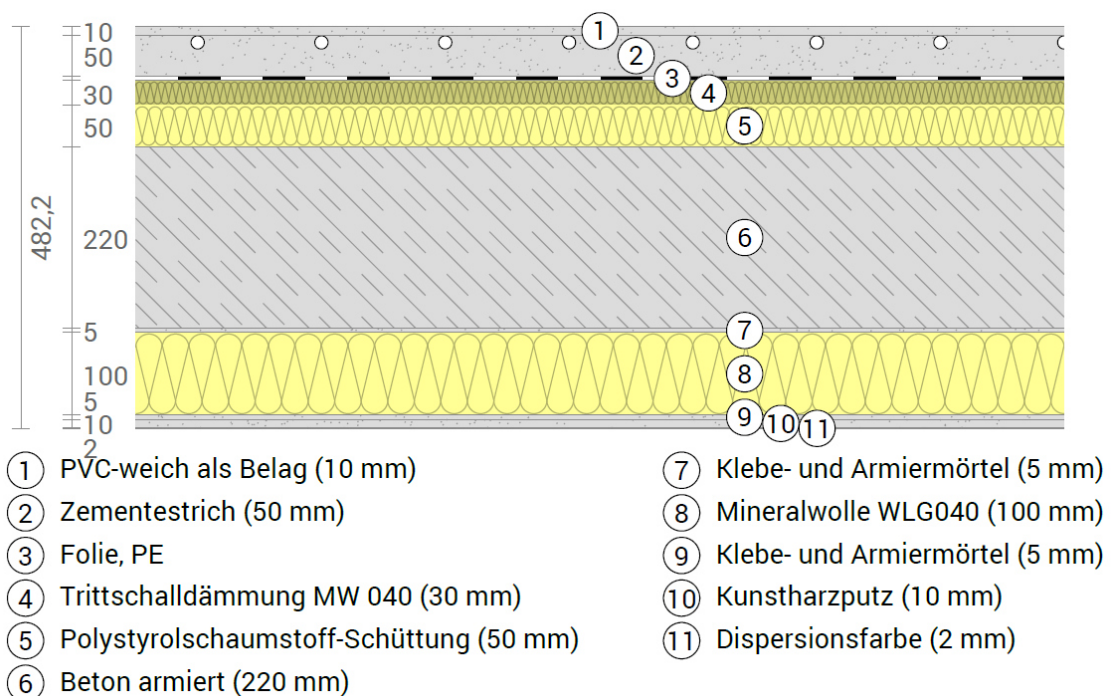 10
50
30
50
482,2
220
5
100
5
10
2
1
2
3
4
5
6
7
8
9
10
11
1 PVC-weich als Belag (10 mm)
2 Zementestrich (50 mm)
3 Folie, PE
4 Trittschalldämmung MW 040 (30 mm)
5 Polystyrolschaumstoff-Schüttung (50 mm)
6 Beton armiert (220 mm)
7 Klebe- und Armiermörtel (5 mm)
8 Mineralwolle WLG040 (100 mm)
9 Klebe- und Armiermörtel (5 mm)
10 Kunstharzputz (10 mm)
11 Dispersionsfarbe (2 mm)